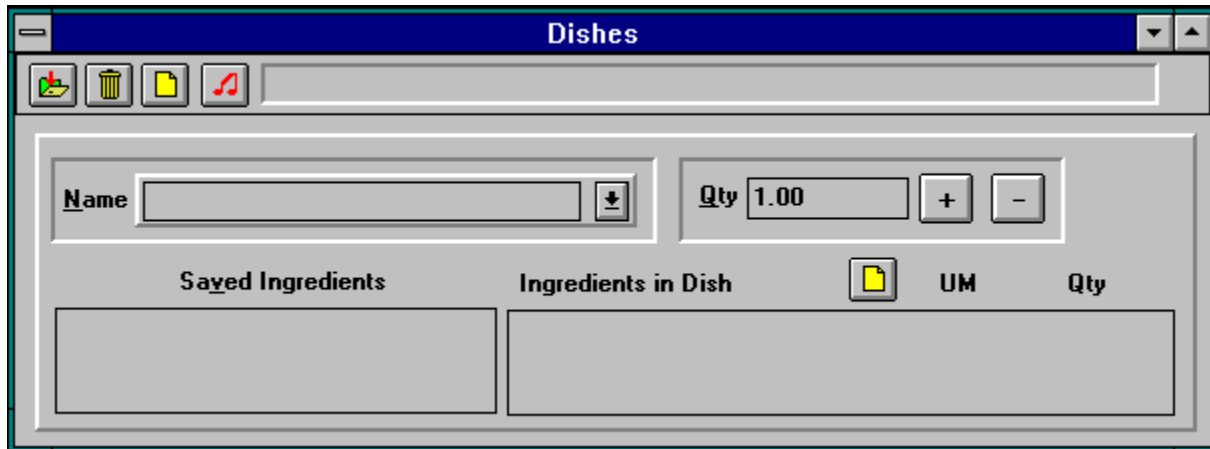 Dishes
Name
Qty 1.00 + -
Saved Ingredients Ingredients in Dish UM Qty